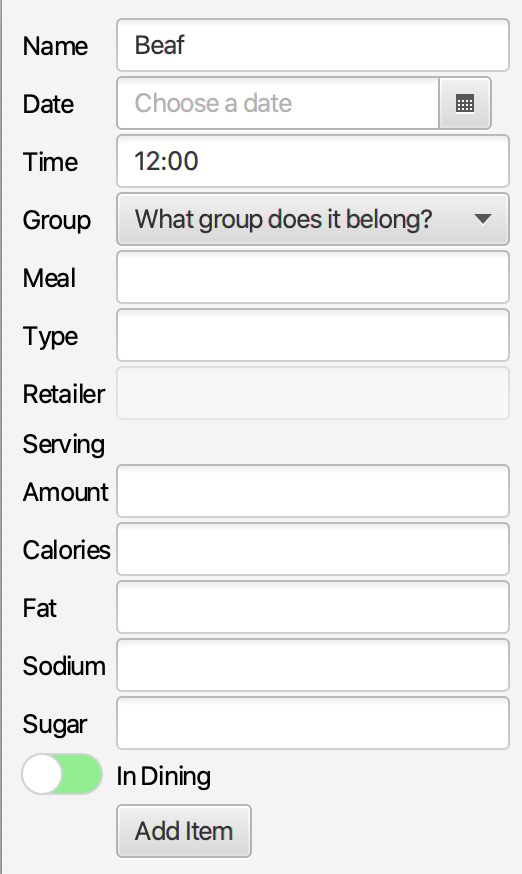 Name Beaf
Date Choose a date
Time 12:00
Group What group does it belong?
Meal
Type
Retailer
Serving
Amount
Calories
Fat
Sodium
Sugar
In Dining
Add Item